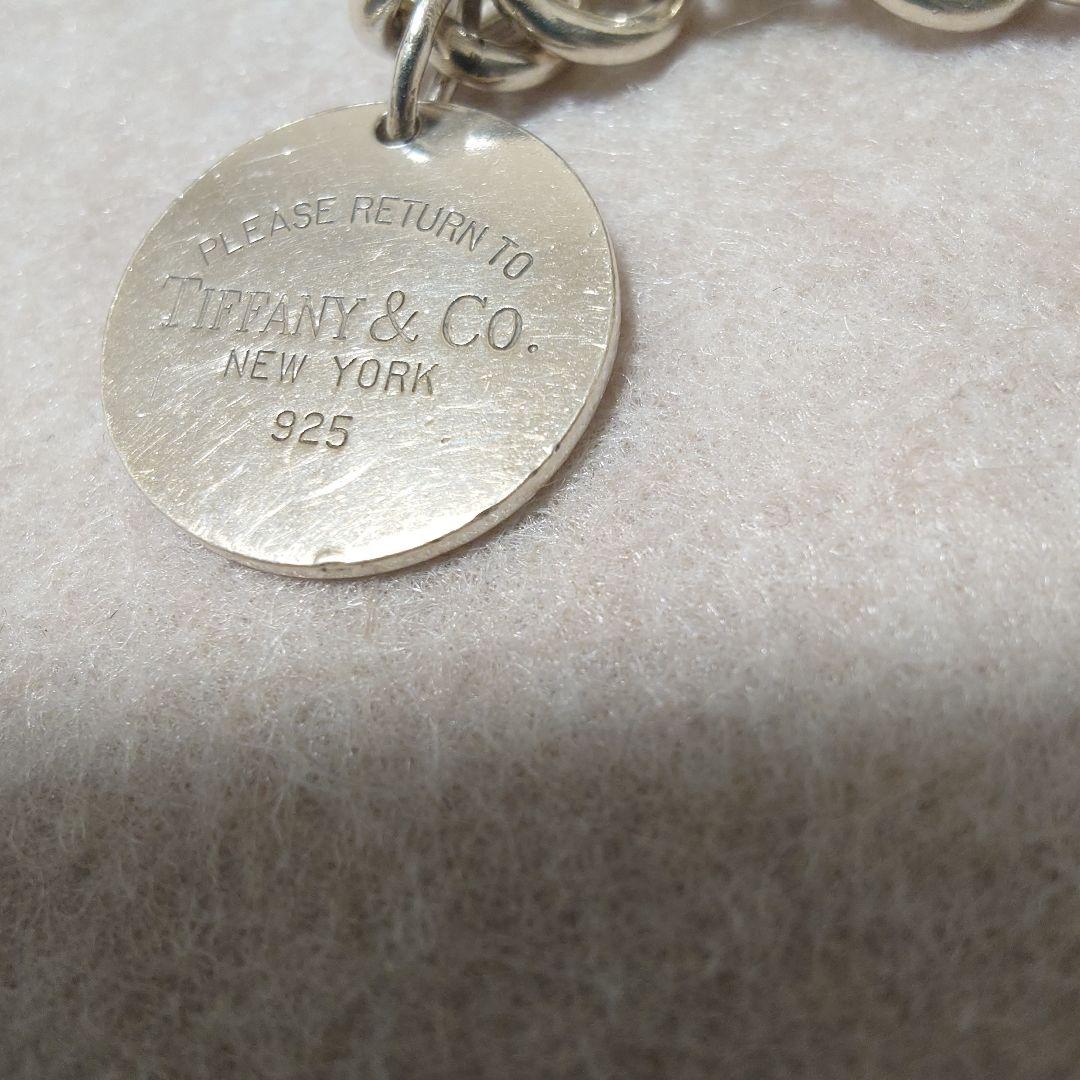 PLEASE RETURN TO
TIFFANY & CO.
NEW YORK
925